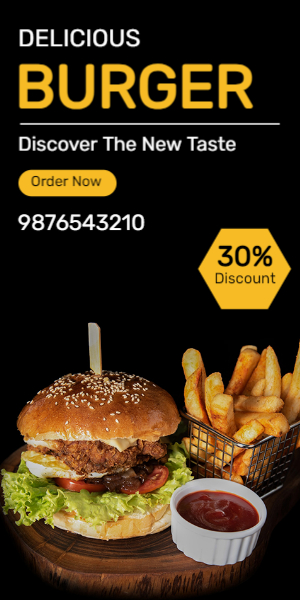 DELICIOUS
BURGER
Discover The New Taste
Order Now
9876543210
30%
Discount